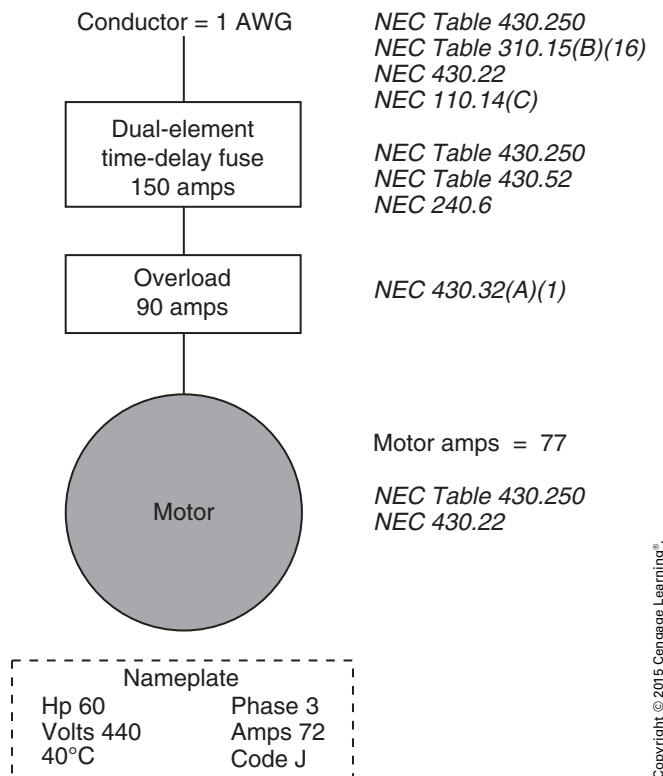 Conductor = 1 AWG
NEC Table 430.250
NEC Table 310.15(B)(16)
NEC 430.22
NEC 110.14(C)
Dual-element
time-delay fuse
150 amps
NEC Table 430.250
NEC Table 430.52
NEC 240.6
Overload
90 amps
NEC 430.32(A)(1)
Motor
Motor amps = 77
NEC Table 430.250
NEC 430.22
Nameplate
Hp 60 Phase 3
Volts 440 Amps 72
40°C Code J
Copyright © 2015 Cengage Learning®.